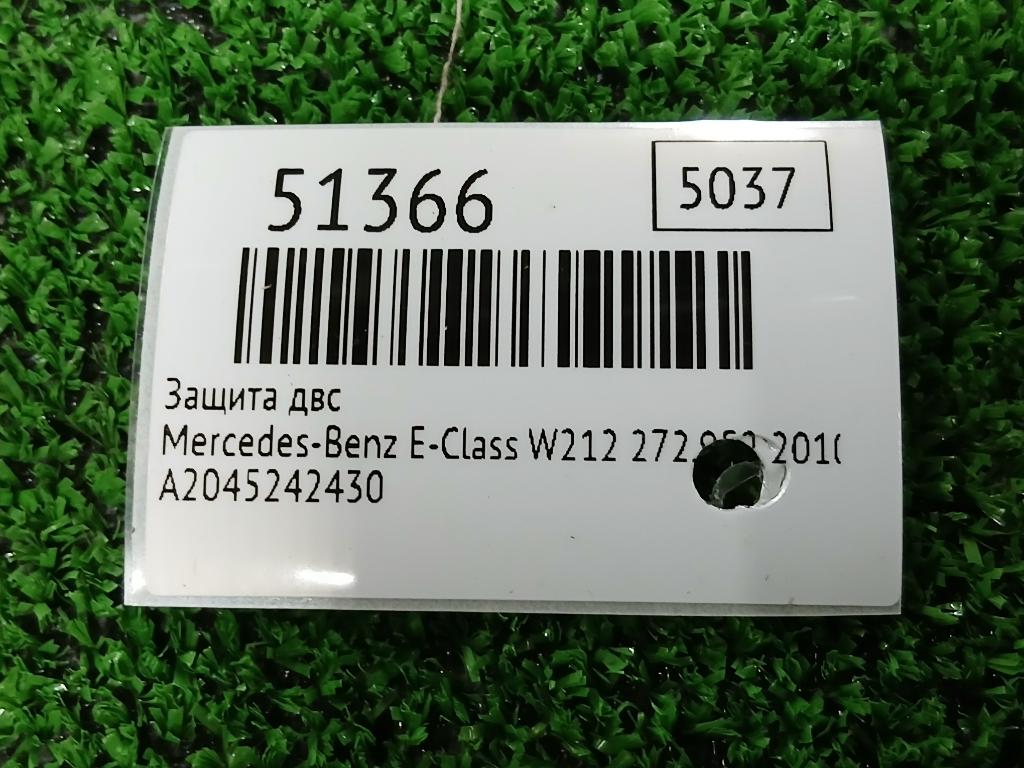 51366
5037
Защита двс
Mercedes-Benz E-Class W212
A2045242430